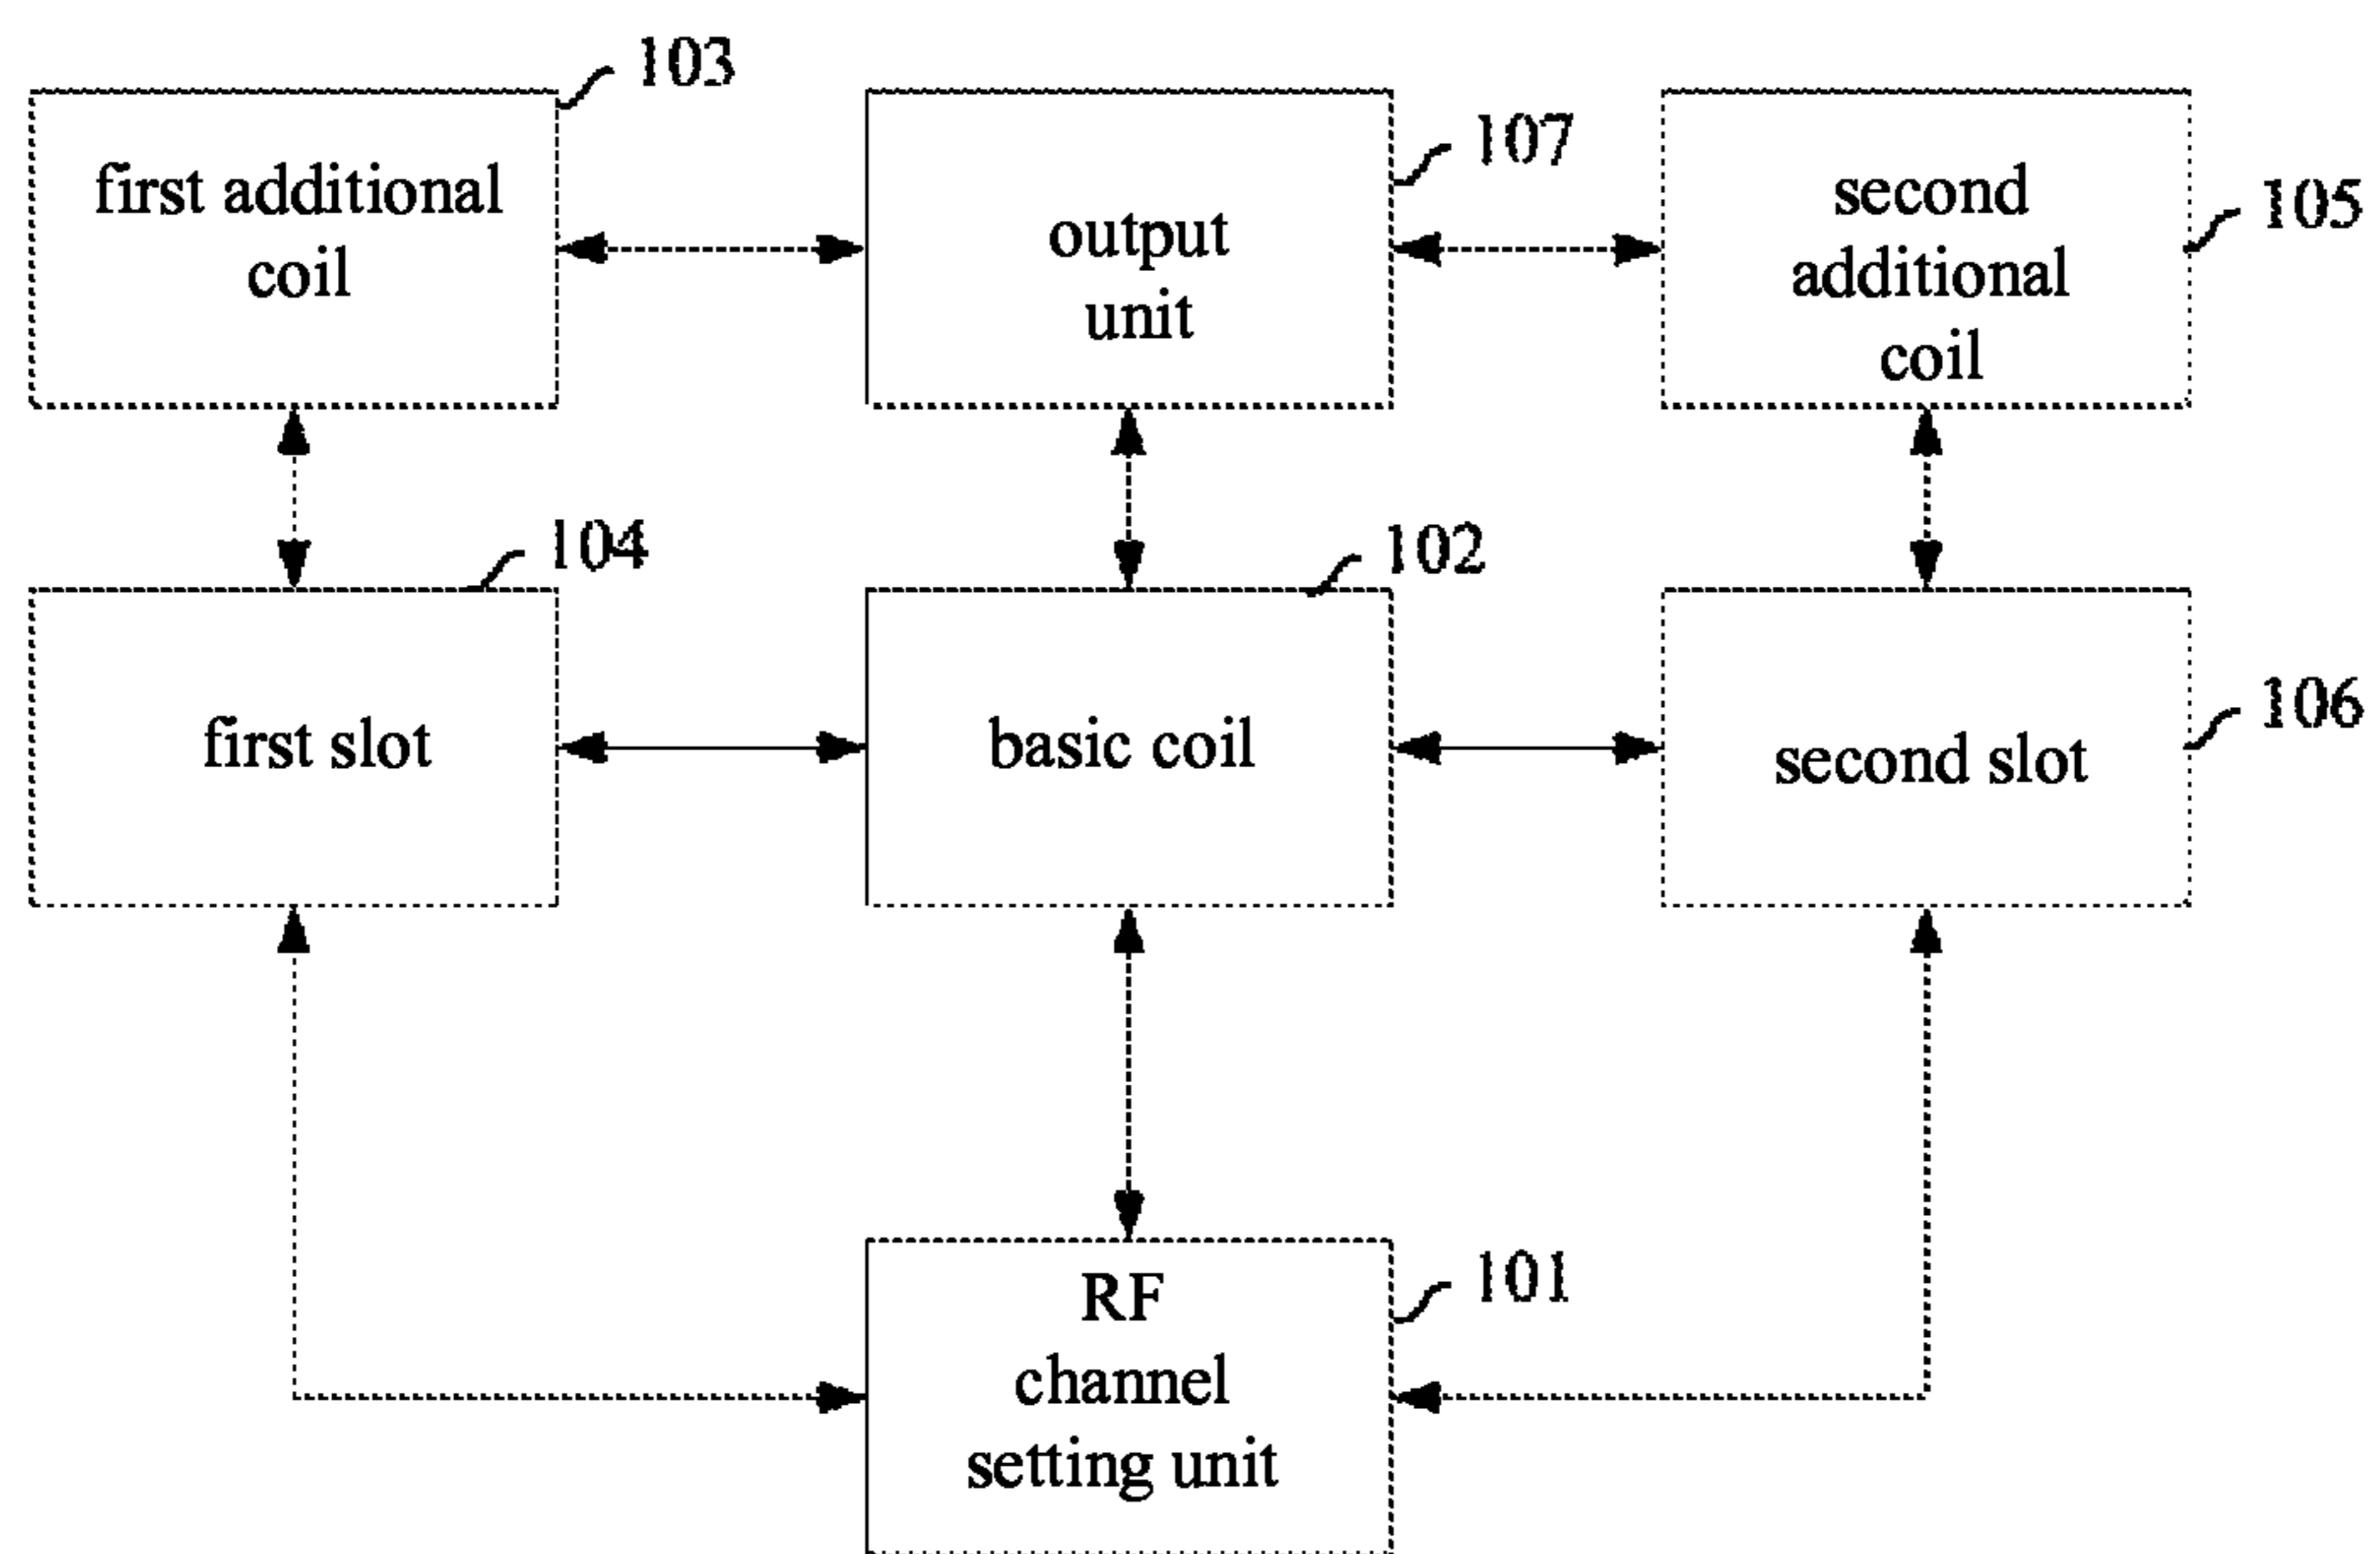 103
first additional
coil
107
output
unit
second
additional
coil
105
104
first slot
102
basic coil
second slot
106
RF
channel
setting unit
101